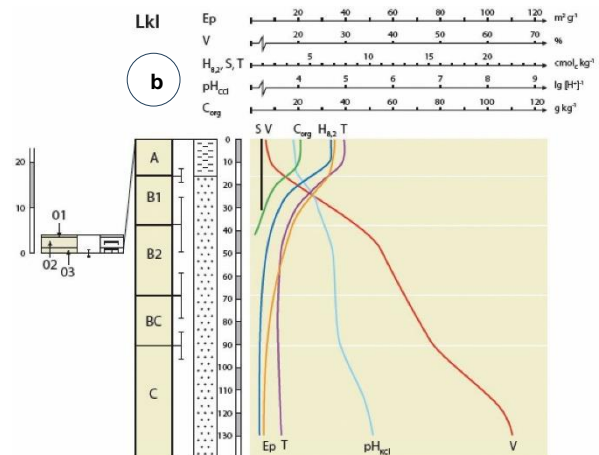 LkI
b
Ep 20 40 60 80 100 120 m² g⁻¹
V 20 30 40 50 60 70 %
H8,2, S, T 5 10 15 20 cmolc kg⁻¹
pHCCl 4 5 6 7 8 9 lg [H⁺]⁻¹
Corg 20 40 60 80 100 120 g kg⁻¹
S V Corg H8,2 T
20
10
0
01
02 03
A
B1
B2
BC
C
0
10
20
30
40
50
60
70
80
90
100
110
120
130
Ep T pHKCl V